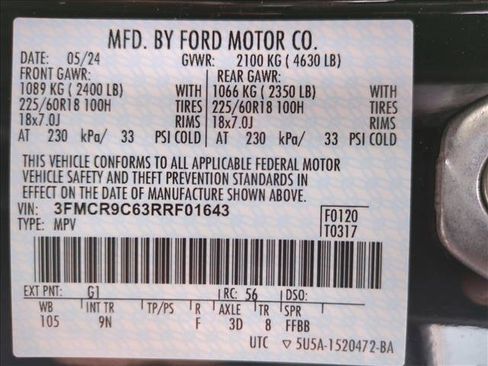 MFD. BY FORD MOTOR CO.
DATE: 05/24 GVWR: 2100 KG ( 4630 LB)
FRONT GAWR: REAR GAWR:
1089 KG ( 2400 LB) WITH 1066 KG ( 2350 LB) WITH
225/60R18 100H TIRES 225/60R18 100H TIRES
18x7.0J RIMS 18x7.0J RIMS
AT 230 kPa/ 33 PSI COLD AT 230 kPa/ 33 PSI COLD
THIS VEHICLE CONFORMS TO ALL APPLICABLE FEDERAL MOTOR
VEHICLE SAFETY AND THEFT PREVENTION STANDARDS IN
EFFECT ON THE DATE OF MANUFACTURE SHOWN ABOVE.
VIN: 3FMCR9C63RRF01643 F0120
TYPE: MPV T0317
EXT PNT: G1 RC: 56 DSO:
WB INT TR TP/PS R AXLE TR SPR
105 9N F 3D 8 FFBB
UTC ▽5U5A-1520472-BA